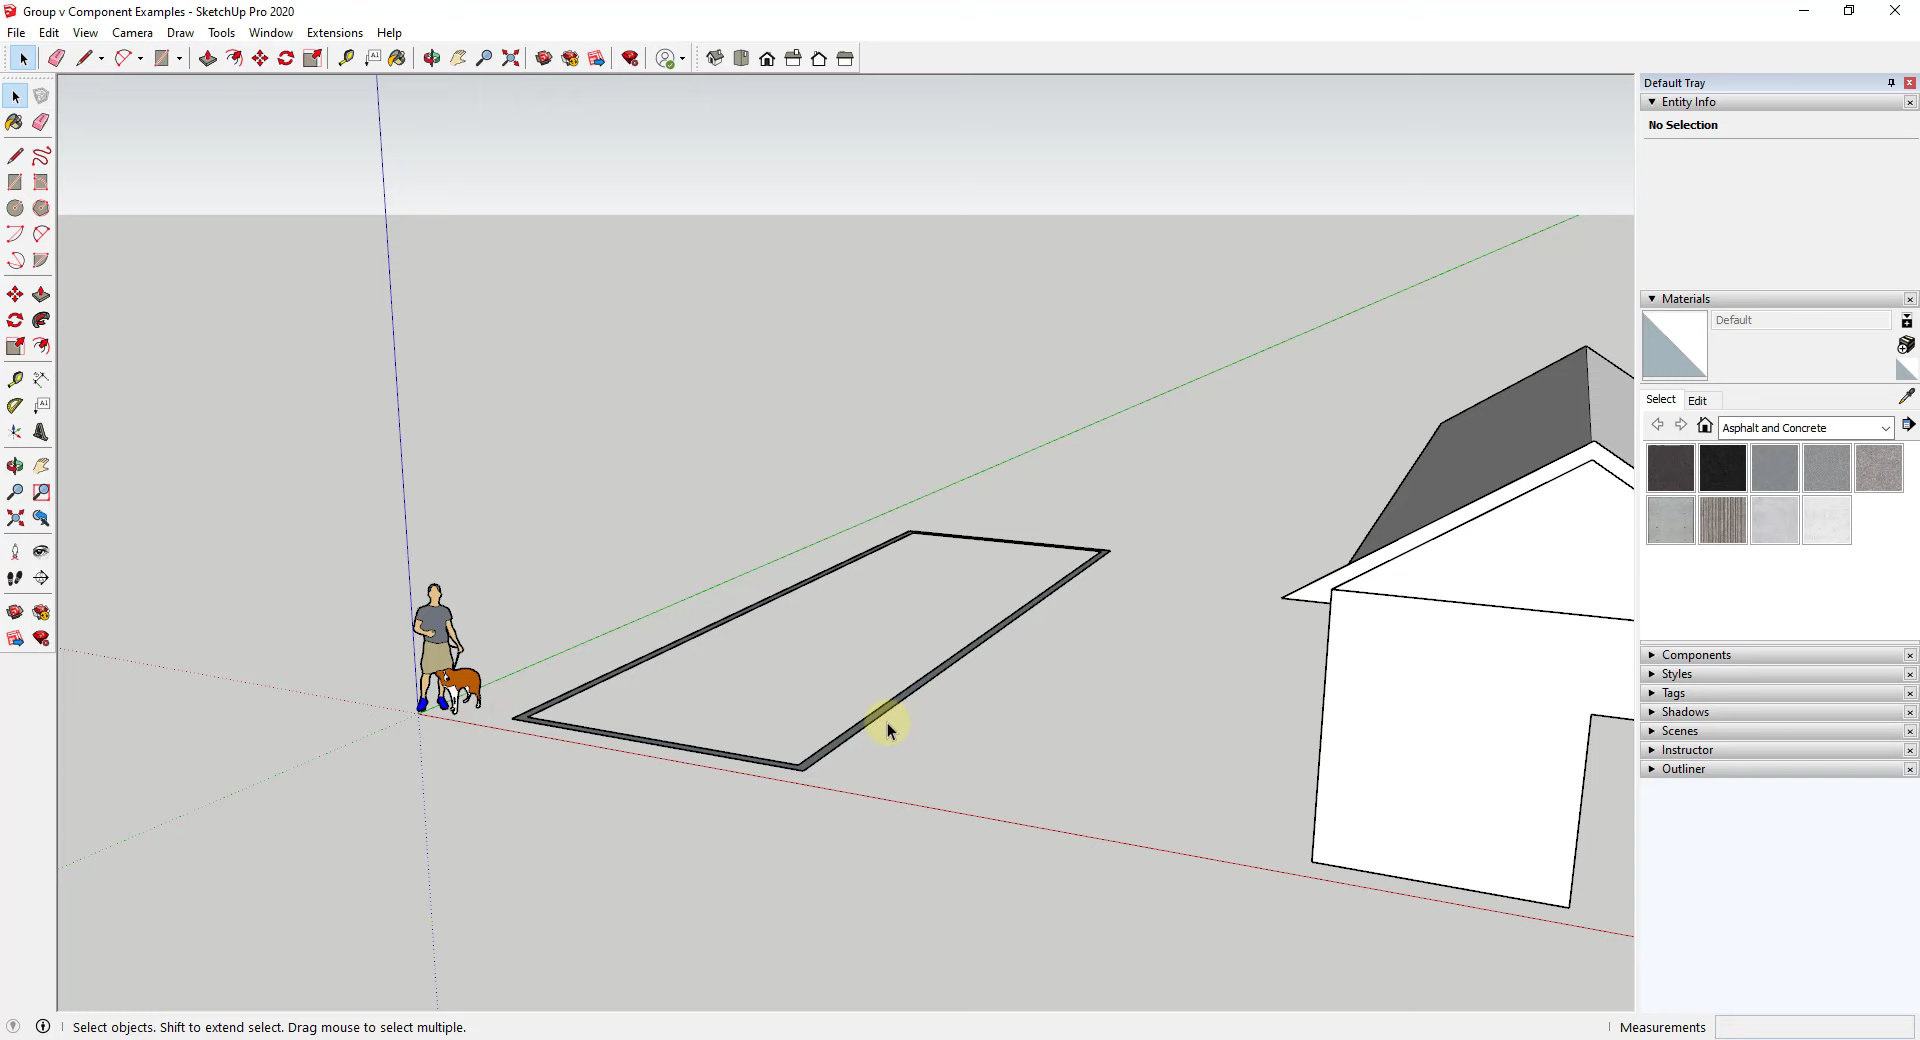 Group v Component Examples - SketchUp Pro 2020
File Edit View Camera Draw Tools Window Extensions Help
A1
Default Tray
Entity Info
No Selection
Materials
Default
A1
Select Edit
Asphalt and Concrete
Components
Styles
Tags
Shadows
Scenes
Instructor
Outliner
Select objects. Shift to extend select. Drag mouse to select multiple.
Measurements